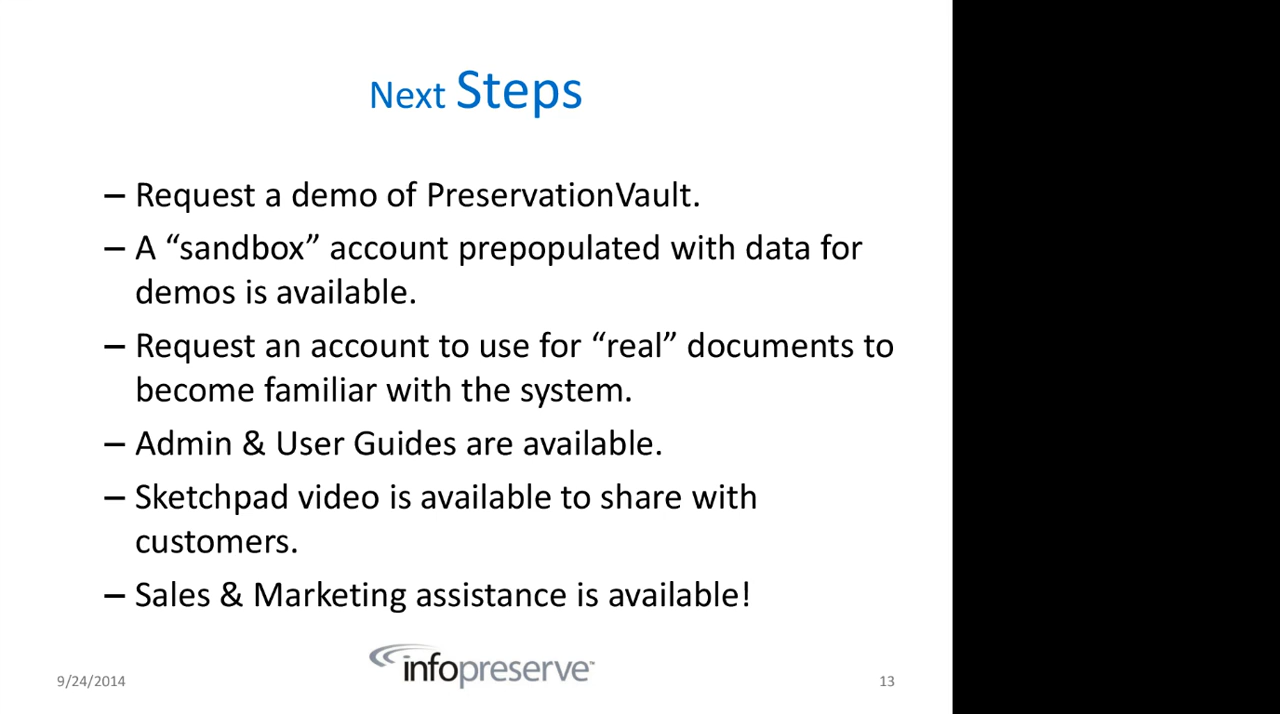 Next Steps
– Request a demo of PreservationVault.
– A “sandbox” account prepopulated with data for
demos is available.
– Request an account to use for “real” documents to
become familiar with the system.
– Admin & User Guides are available.
– Sketchpad video is available to share with
customers.
– Sales & Marketing assistance is available!
infopreserve™
9/24/2014
13